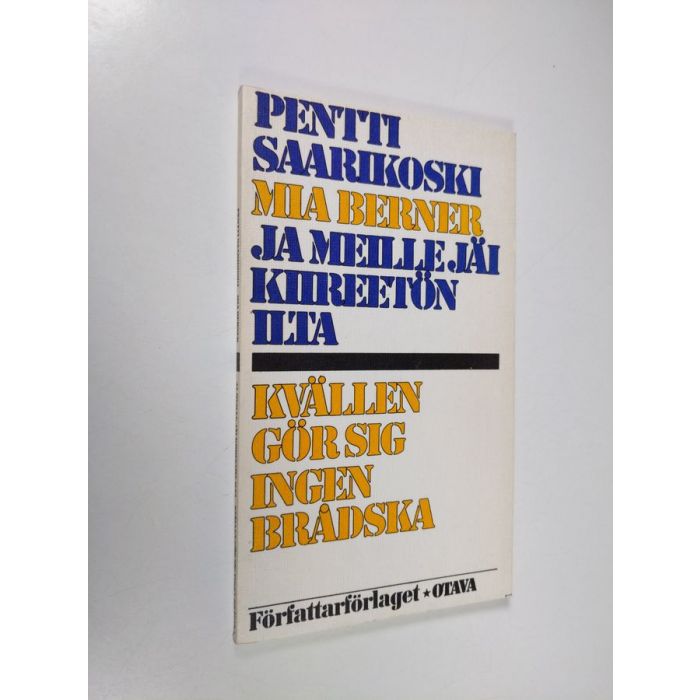 PENTTI
SAARIKOSKI
MIA BERNER
JA MEILLE JÄI
KIIREETÖN
ILTA
KVÄLLEN
GÖR SIG
INGEN
BRÅDSKA
Författarförlaget ★ OTAVA